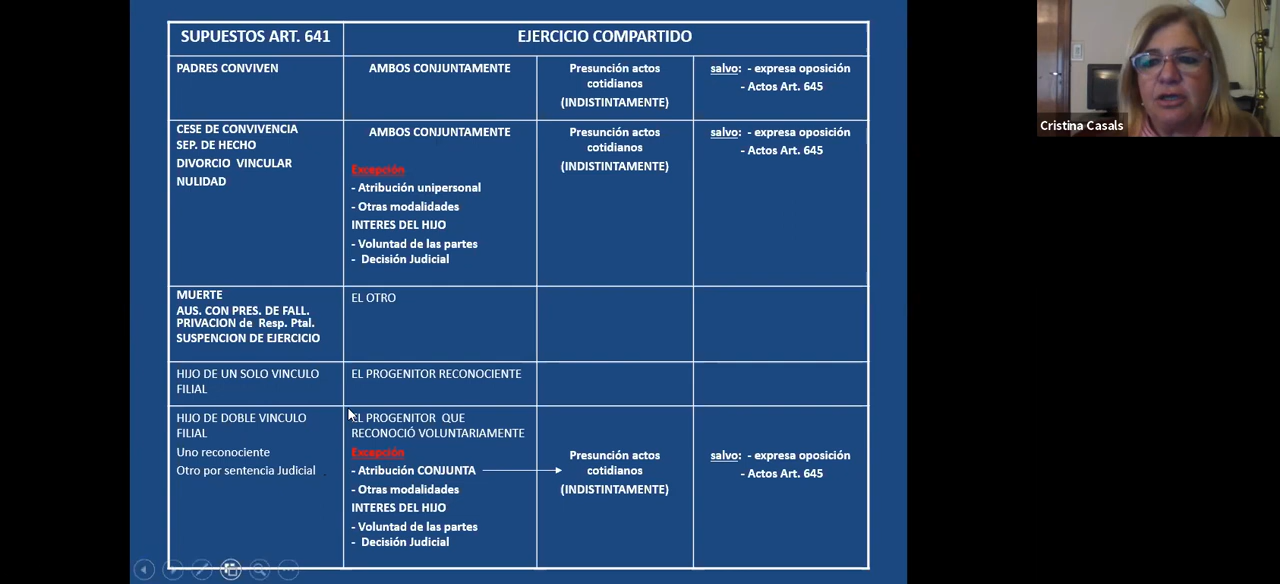 SUPUESTOS ART. 641
EJERCICIO COMPARTIDO
PADRES CONVIVEN
AMBOS CONJUNTAMENTE
Presunción actos
cotidianos
(INDISTINTAMENTE)
salvo: - expresa oposición
- Actos Art. 645
CESE DE CONVIVENCIA
SEP. DE HECHO
DIVORCIO VINCULAR
NULIDAD
AMBOS CONJUNTAMENTE
Excepción
- Atribución unipersonal
- Otras modalidades
INTERES DEL HIJO
- Voluntad de las partes
- Decisión Judicial
Presunción actos
cotidianos
(INDISTINTAMENTE)
salvo: - expresa oposición
- Actos Art. 645
MUERTE
AUS. CON PRES. DE FALL.
PRIVACION de Resp. Ptal.
SUSPENCION DE EJERCICIO
EL OTRO
HIJO DE UN SOLO VINCULO
FILIAL
EL PROGENITOR RECONOCIENTE
HIJO DE DOBLE VINCULO
FILIAL
Uno reconociente
Otro por sentencia Judicial
EL PROGENITOR QUE
RECONOCIÓ VOLUNTARIAMENTE
Excepción
- Atribución CONJUNTA
- Otras modalidades
INTERES DEL HIJO
- Voluntad de las partes
- Decisión Judicial
Presunción actos
cotidianos
(INDISTINTAMENTE)
salvo: - expresa oposición
- Actos Art. 645
Cristina Casals